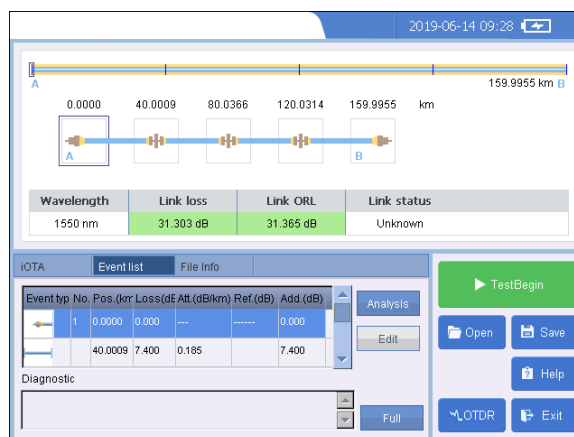 2019-06-14 09:28
A 159.9955 km B
0.0000 40.0009 80.0366 120.0314 159.9955 km
A B
Wavelength Link loss Link ORL Link status
1550 nm 31.303 dB 31.365 dB Unknown
iOTA Event list File Info
Event typ No. Pos.(km Loss(dE Att.(dB/km) Ref.(dB) Add.(dB)
1 0.0000 0.000 --- ------ 0.000
40.0009 7.400 0.185 7.400
Analysis
Edit
Diagnostic
Full
TestBegin
Open Save
Help
OTDR Exit